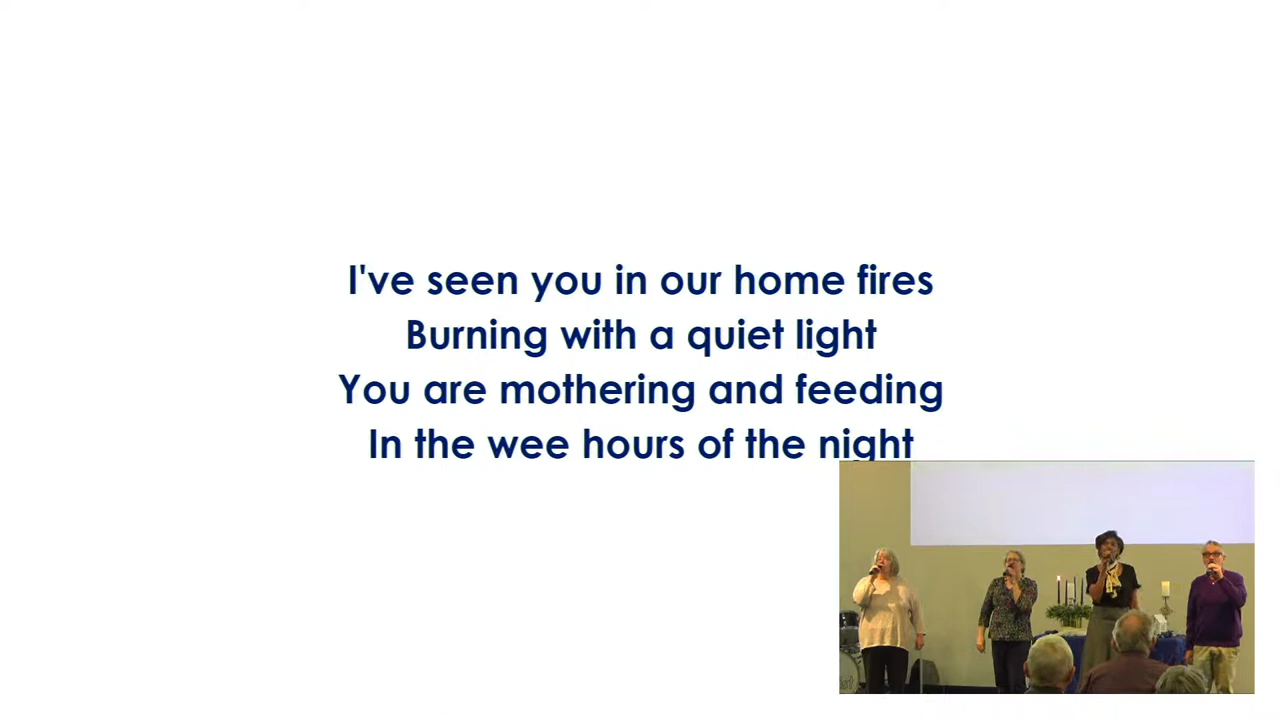 I've seen you in our home fires
Burning with a quiet light
You are mothering and feeding
In the wee hours of the night